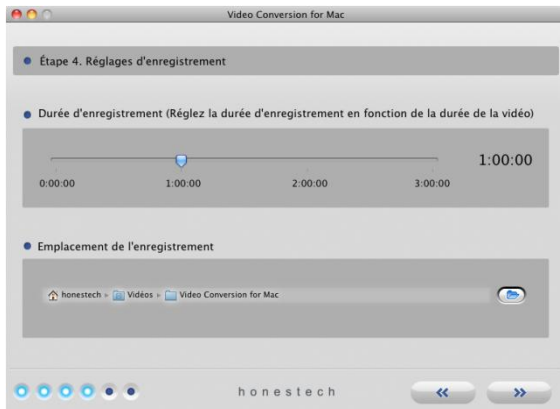 Video Conversion for Mac
Étape 4. Réglages d'enregistrement
Durée d'enregistrement (Réglez la durée d'enregistrement en fonction de la durée de la vidéo)
1:00:00
0:00:00 1:00:00 2:00:00 3:00:00
Emplacement de l'enregistrement
honestech ▸ Vidéos ▸ Video Conversion for Mac
honestech